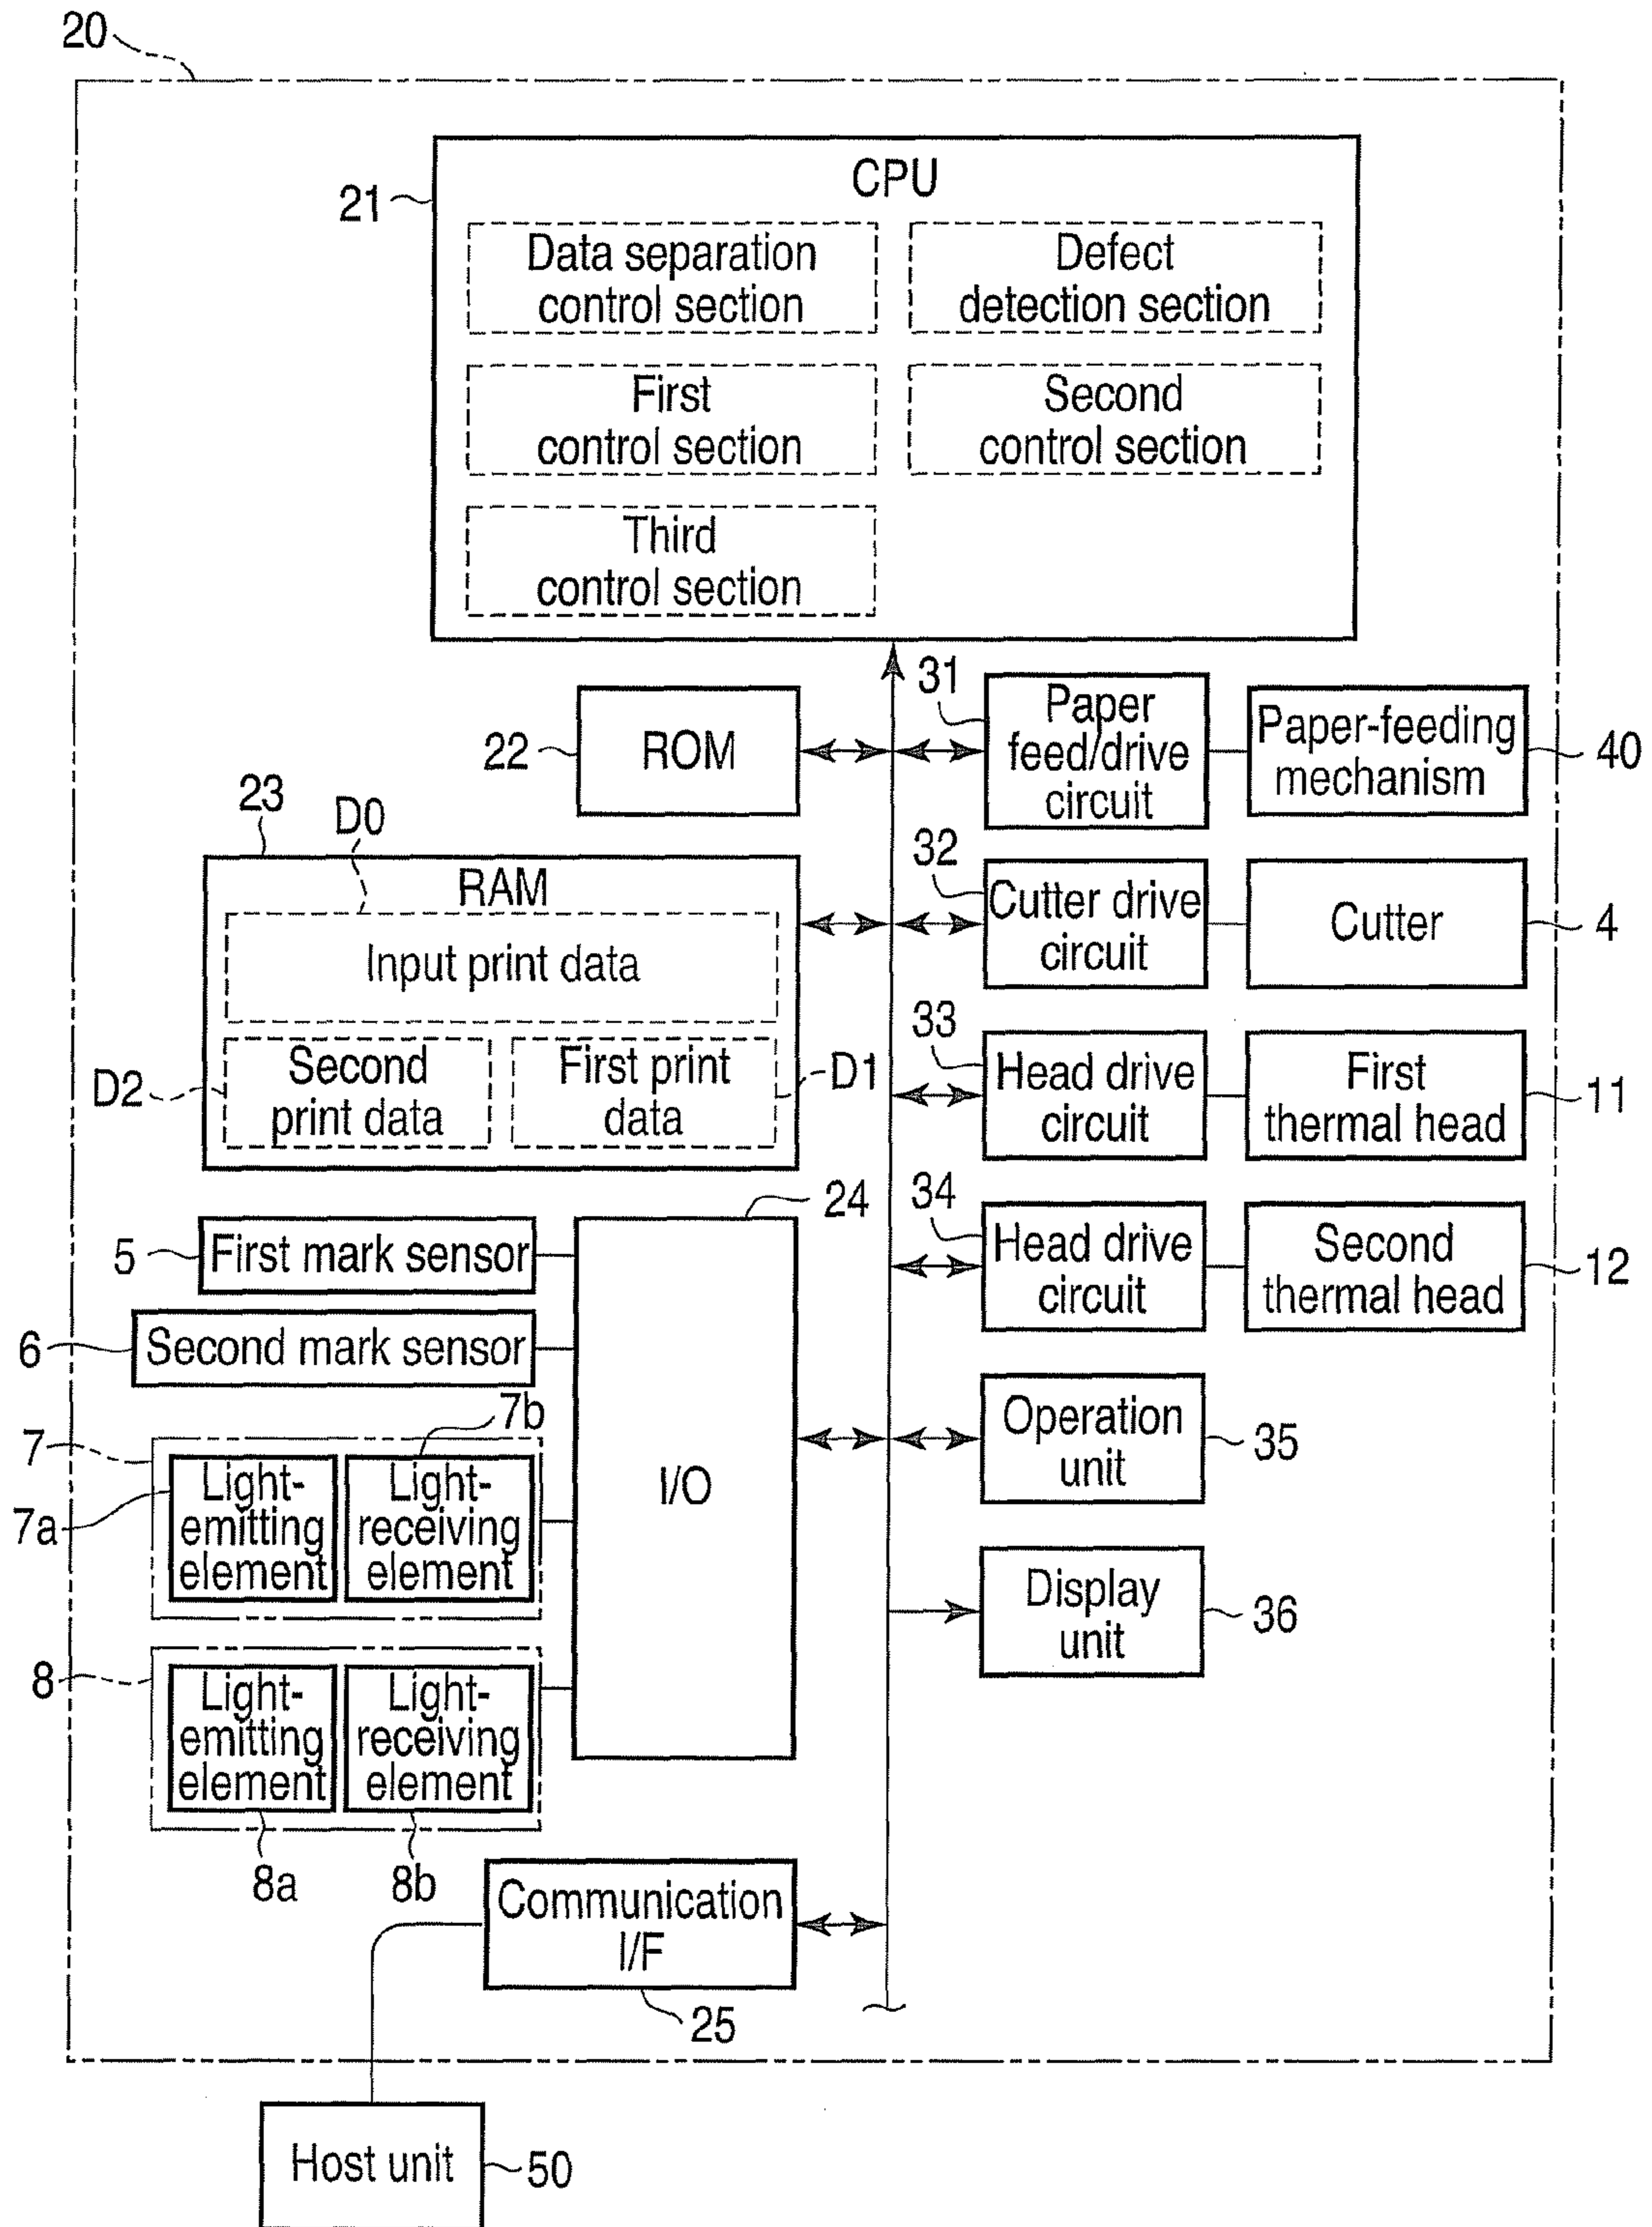 20
CPU
21
Data separation
control section
Defect
detection section
First
control section
Second
control section
Third
control section
22
ROM
31
Paper
feed/drive
circuit
Paper-feeding
mechanism
40
23
D0
RAM
Input print data
D2
Second
print data
First print
data
D1
32
Cutter drive
circuit
Cutter
4
33
Head drive
circuit
First
thermal head
11
24
34
Head drive
circuit
Second
thermal head
12
5
First mark sensor
6
Second mark sensor
I/O
7
7a
7b
Light-
emitting
element
Light-
receiving
element
8
Light-
emitting
element
Light-
receiving
element
8a
8b
Operation
unit
35
Display
unit
36
Communication
I/F
25
Host unit
50